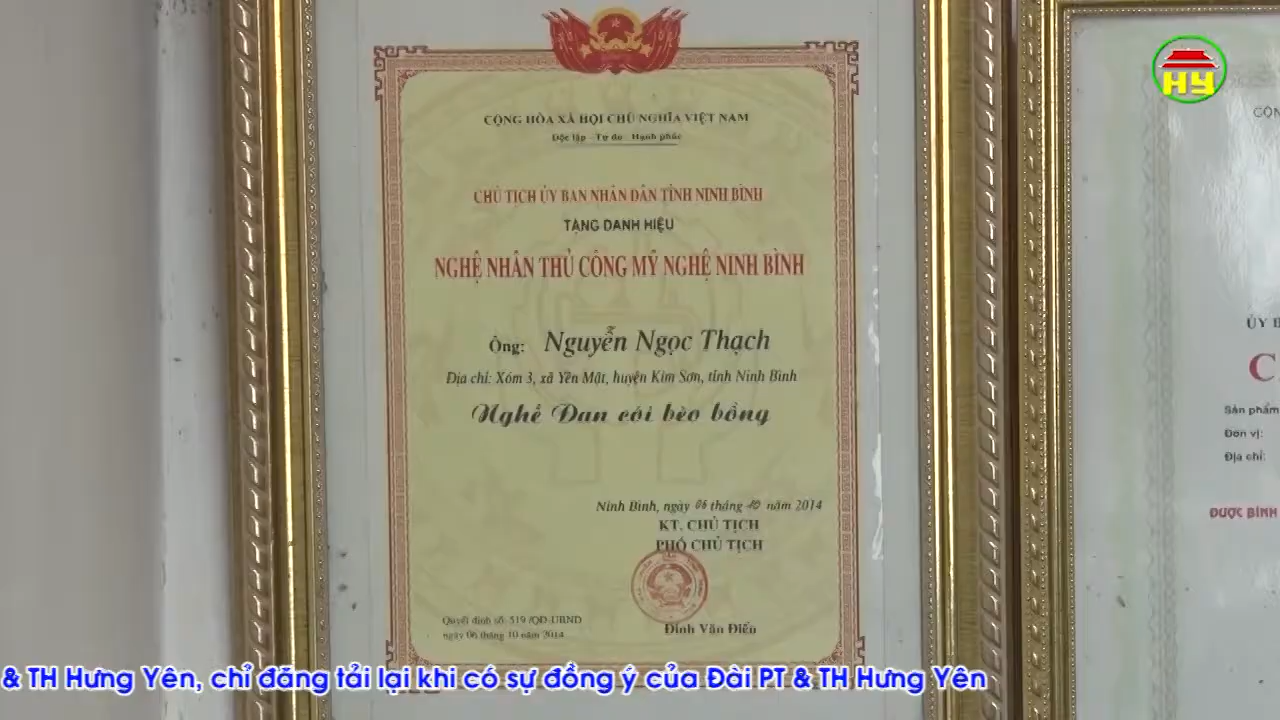 HY
CỘNG HÒA XÃ HỘI CHỦ NGHĨA VIỆT NAM
Độc lập - Tự do - Hạnh phúc
CHỦ TỊCH ỦY BAN NHÂN DÂN TỈNH NINH BÌNH
TẶNG DANH HIỆU
NGHỆ NHÂN THỦ CÔNG MỸ NGHỆ NINH BÌNH
Ông: Nguyễn Ngọc Thạch
Địa chỉ: Xóm 3, xã Yên Mật, huyện Kim Sơn, tỉnh Ninh Bình
Nghề Đan cói bèo bồng
Ninh Bình, ngày 06 tháng 10 năm 2014
KT. CHỦ TỊCH
PHÓ CHỦ TỊCH
Quyết định số: 519 /QĐ-UBND
ngày 06 tháng 10 năm 2014
Đinh Văn Điến
Sản phẩm
Đơn vị:
Địa chỉ:
ĐƯỢC BÌNH
& TH Hưng Yên, chỉ đăng tải lại khi có sự đồng ý của Đài PT & TH Hưng Yên